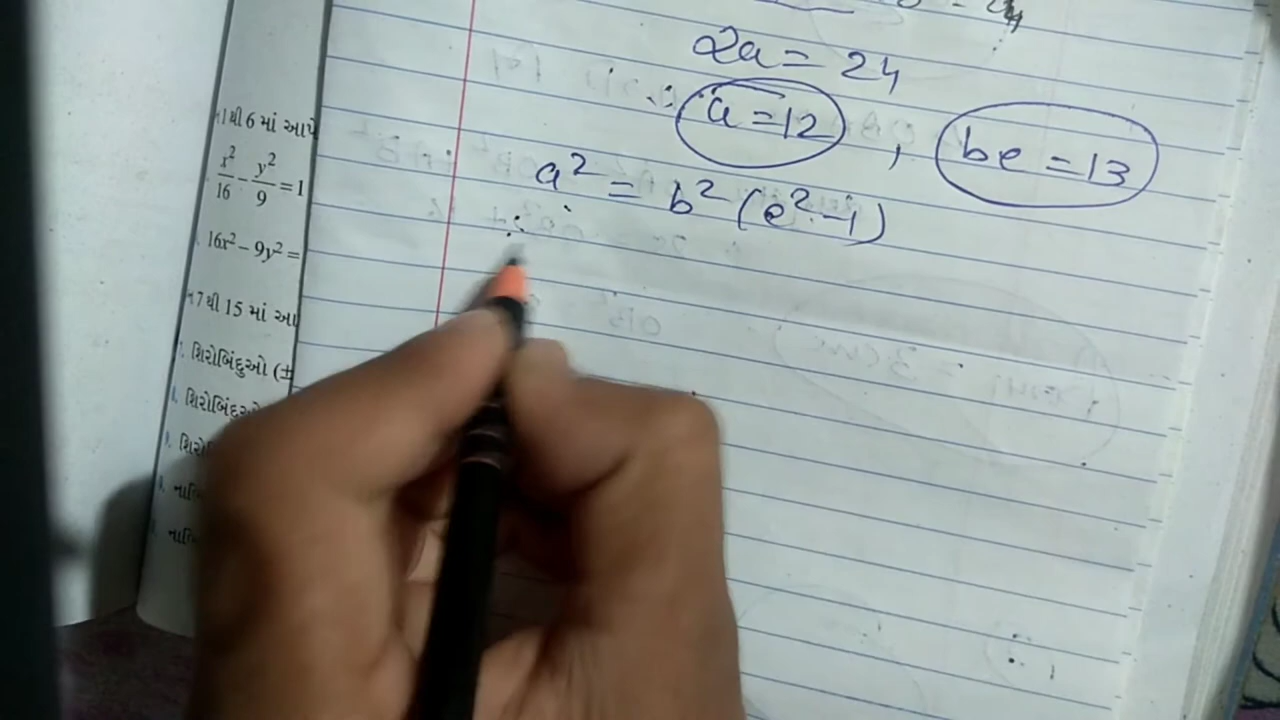 2a = 24
∴ a = 12 , be = 13
a² = b² (e² - 1)
∴
થી 6 માં આપે
x²/16 - y²/9 = 1
16x² - 9y² =
7 થી 15 માં આ
શિરોબિંદુઓ (±
શિરોબિંદુ
શિરો
નાભિ
નાભિ